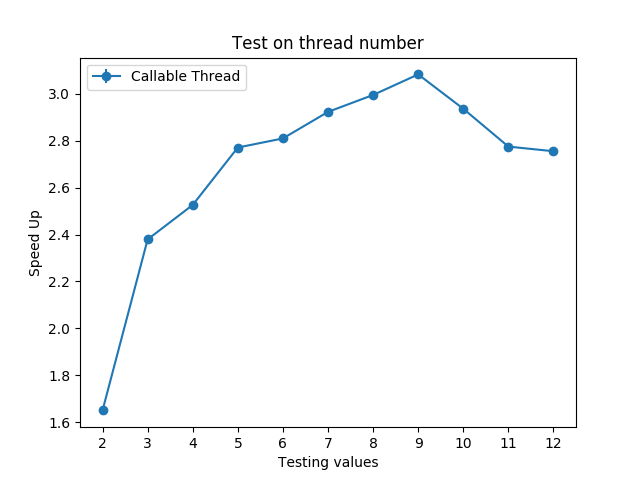 Test on thread number
Callable Thread
Speed Up
3.0
2.8
2.6
2.4
2.2
2.0
1.8
1.6
2 3 4 5 6 7 8 9 10 11 12
Testing values